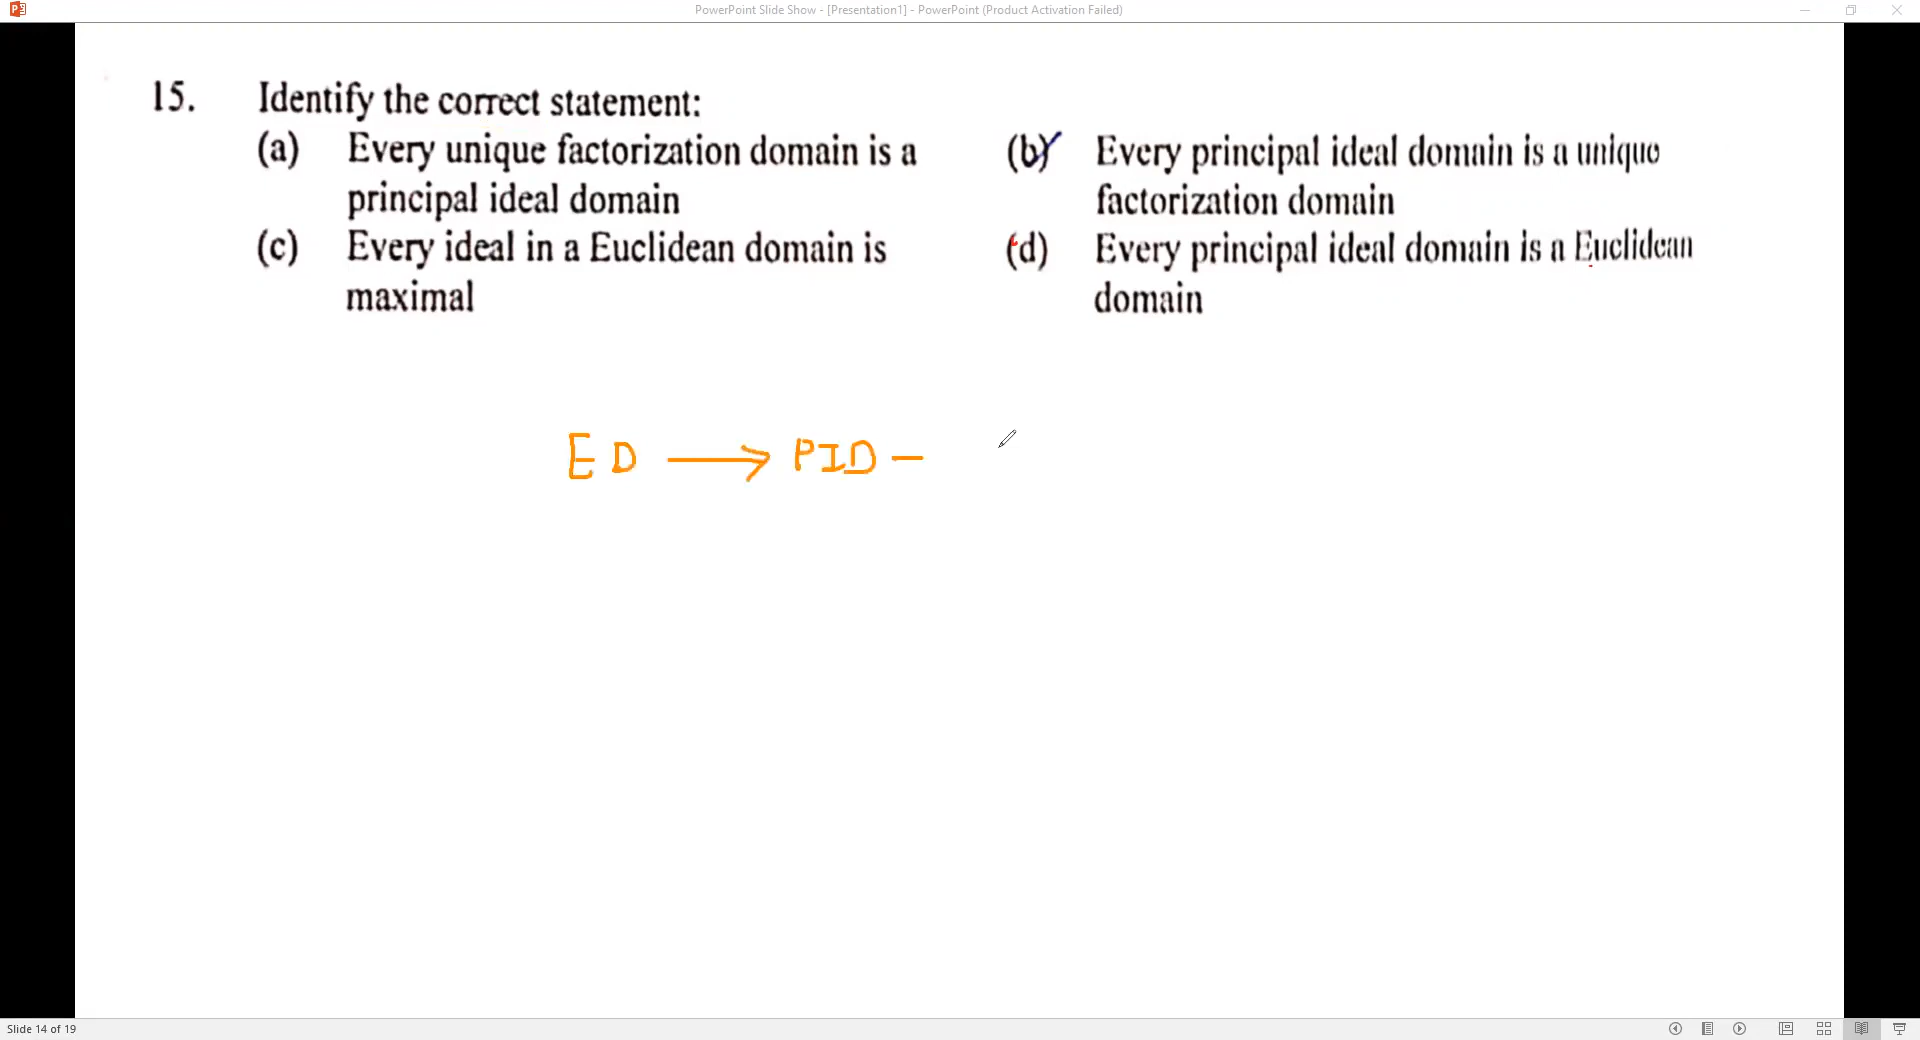 PowerPoint Slide Show - [Presentation1] - PowerPoint (Product Activation Failed)
15. Identify the correct statement:
(a) Every unique factorization domain is a
principal ideal domain
(b) Every principal ideal domain is a unique
factorization domain
(c) Every ideal in a Euclidean domain is
maximal
(d) Every principal ideal domain is a Euclidean
domain
ED → PID –
Slide 14 of 19